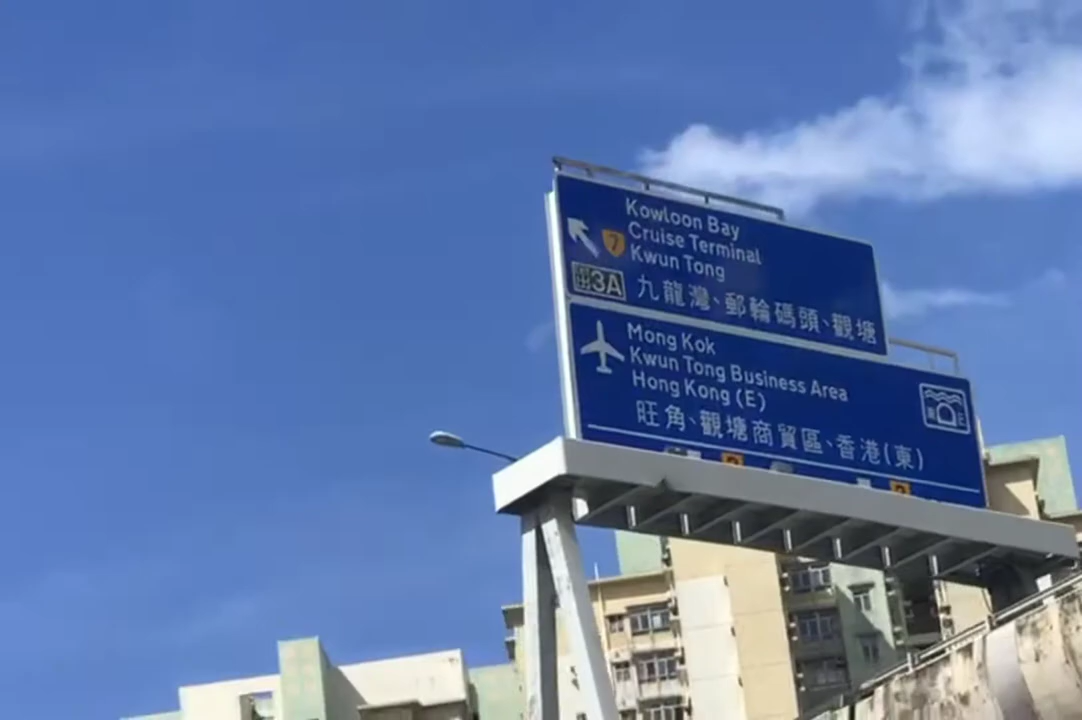 Kowloon Bay
7 Cruise Terminal
Kwun Tong
3A 九龍灣、郵輪碼頭、觀塘
Mong Kok
Kwun Tong Business Area
Hong Kong (E)
旺角、觀塘商貿區、香港(東)